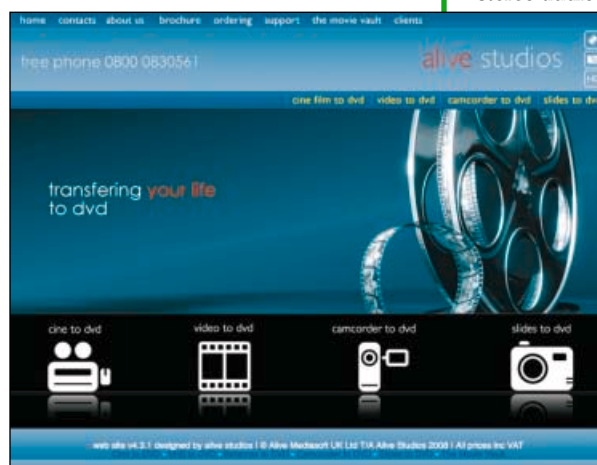 home contacts about us brochure ordering support the movie vault clients
free phone 0800 0830561
alive studios
cine film to dvd video to dvd camcorder to dvd slides to
transfering your life
to dvd
cine to dvd video to dvd camcorder to dvd slides to dvd
web site v4.3.1 designed by alive studios | © Alive Mediasoft UK Ltd T/A Alive Studios 2008 | All prices inc VAT